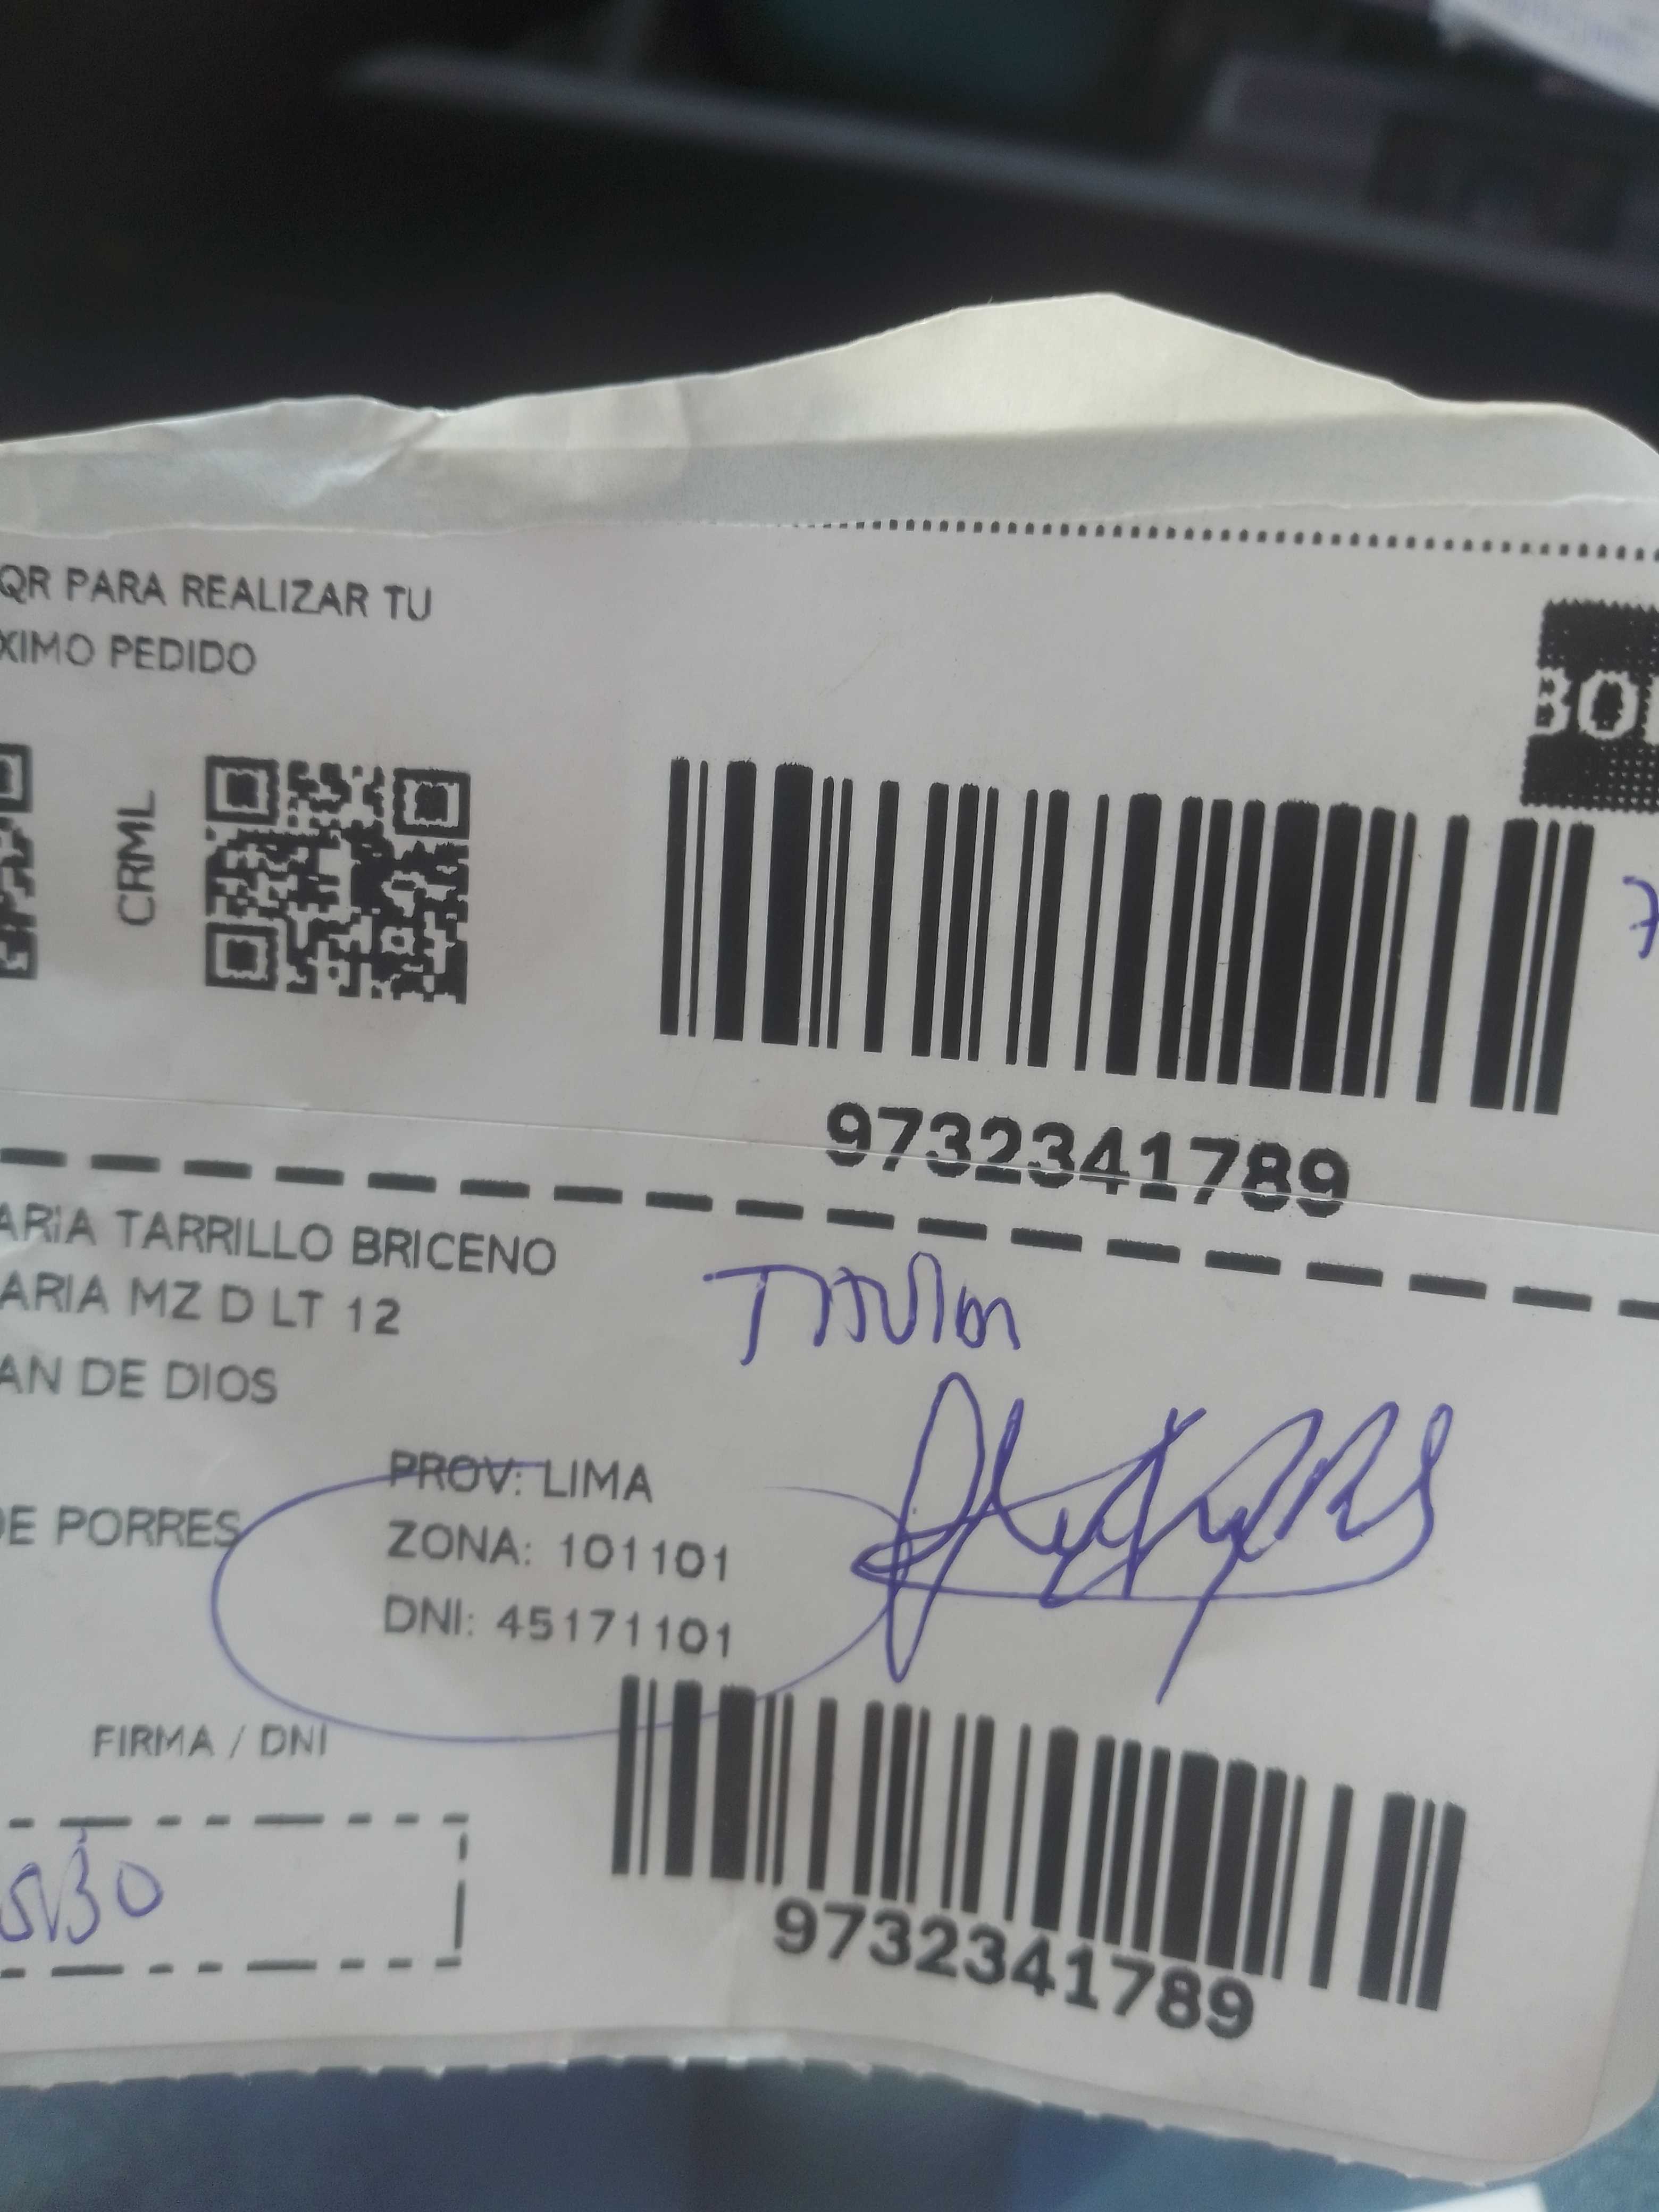 QR PARA REALIZAR TU
XIMO PEDIDO
CRML
9732341789
ARIA TARRILLO BRICENO
ARIA MZ D LT 12
AN DE DIOS
Titular
PROV: LIMA
DE PORRES
ZONA: 101101
DNI: 45171101
FIRMA / DNI
9732341789